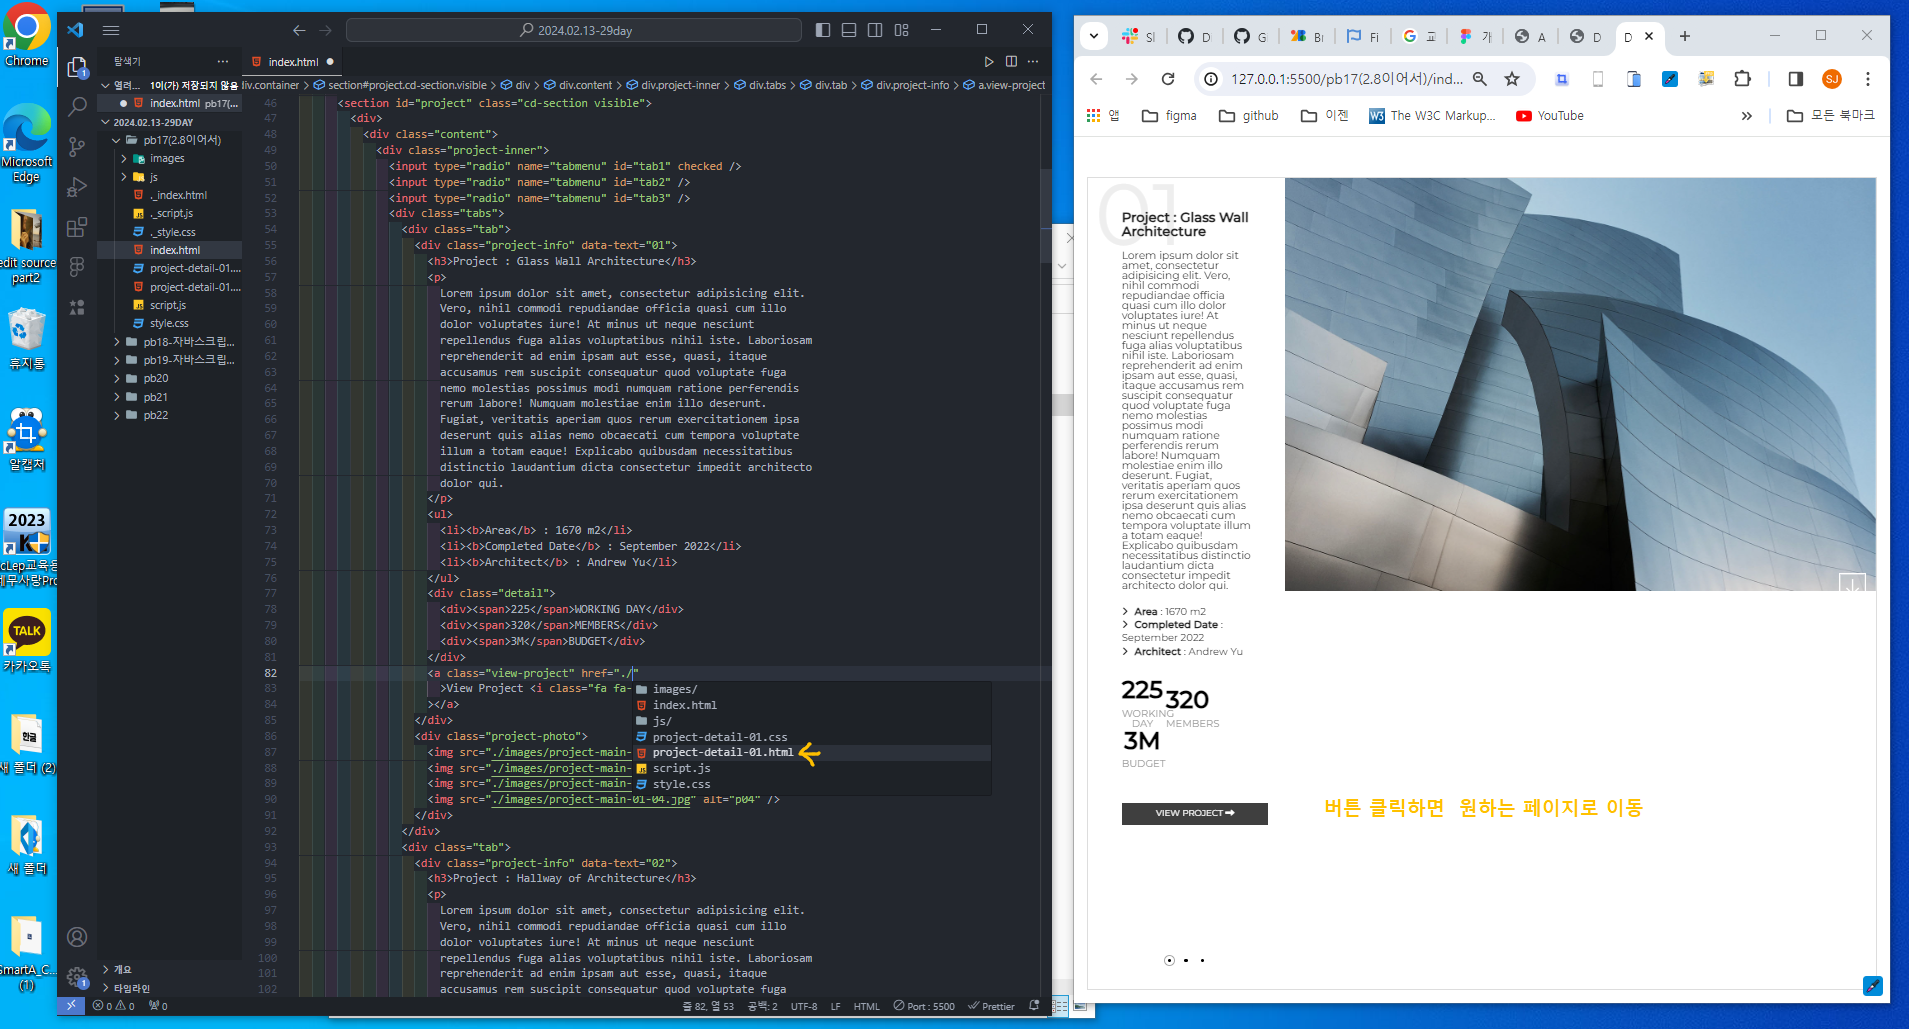 Chrome
Microsoft
Edge
edit source
part2
휴지통
알캡처
2023
cLep교육용
TALK
카카오톡
새 폴더 (2)
새 폴더
SmartA_C...
(1)
2024.02.13-29day
탐색기
index.html
열려...
1이(가) 저장되지 않음
index.html pb17(...
2024.02.13-29DAY
pb17(2.8이어서)
images
js
._index.html
._script.js
._style.css
index.html
project-detail-01....
project-detail-01....
script.js
style.css
pb18-자바스크립...
pb19-자바스크립...
pb20
pb21
pb22
개요
타임라인
div.container > section#project.cd-section.visible > div > div.content > div.project-inner > div.tabs > div.tab > div.project-info > a.view-project
46 <section id="project" class="cd-section visible">
47 <div>
48 <div class="content">
49 <div class="project-inner">
50 <input type="radio" name="tabmenu" id="tab1" checked />
51 <input type="radio" name="tabmenu" id="tab2" />
52 <input type="radio" name="tabmenu" id="tab3" />
53 <div class="tabs">
54 <div class="tab">
55 <div class="project-info" data-text="01">
56 <h3>Project : Glass Wall Architecture</h3>
57 <p>
58 Lorem ipsum dolor sit amet, consectetur adipisicing elit.
59 Vero, nihil commodi repudiandae officia quasi cum illo
60 dolor voluptates iure! At minus ut neque nesciunt
61 repellendus fuga alias voluptatibus nihil iste. Laboriosam
62 reprehenderit ad enim ipsam aut esse, quasi, itaque
63 accusamus rem suscipit consequatur quod voluptate fuga
64 nemo molestias possimus modi numquam ratione perferendis
65 rerum labore! Numquam molestiae enim illo deserunt.
66 Fugiat, veritatis aperiam quos rerum exercitationem ipsa
67 deserunt quis alias nemo obcaecati cum tempora voluptate
68 illum a totam eaque! Explicabo quibusdam necessitatibus
69 distinctio laudantium dicta consectetur impedit architecto
70 dolor qui.
71 </p>
72 <ul>
73 <li><b>Area</b> : 1670 m2</li>
74 <li><b>Completed Date</b> : September 2022</li>
75 <li><b>Architect</b> : Andrew Yu</li>
76 </ul>
77 <div class="detail">
78 <div><span>225</span>WORKING DAY</div>
79 <div><span>320</span>MEMBERS</div>
80 <div><span>3M</span>BUDGET</div>
81 </div>
82 <a class="view-project" href="./"
83 >View Project <i class="fa fa-
84 ></a>
85 </div>
86 <div class="project-photo">
87 <img src="./images/project-main-
88 <img src="./images/project-main-
89 <img src="./images/project-main-
90 <img src="./images/project-main-01-04.jpg" alt="p04" />
91 </div>
92 </div>
93 <div class="tab">
94 <div class="project-info" data-text="02">
95 <h3>Project : Hallway of Architecture</h3>
96 <p>
97 Lorem ipsum dolor sit amet, consectetur adipisicing elit.
98 Vero, nihil commodi repudiandae officia quasi cum illo
99 dolor voluptates iure! At minus ut neque nesciunt
100 repellendus fuga alias voluptatibus nihil iste. Laboriosam
101 reprehenderit ad enim ipsam aut esse, quasi, itaque
102 accusamus rem suscipit consequatur quod voluptate fuga
images/
index.html
js/
project-detail-01.css
project-detail-01.html
script.js
style.css
0 0 0
줄 82, 열 53 공백: 2 UTF-8 LF HTML Port : 5500 Prettier
Sl D G Bi Fi 교 가 A D D
127.0.0.1:5500/pb17(2.8이어서)/ind...
SJ
앱 figma github 이젠 The W3C Markup... YouTube » 모든 북마크
01
Project : Glass Wall
Architecture
Lorem ipsum dolor sit
amet, consectetur
adipisicing elit. Vero,
nihil commodi
repudiandae officia
quasi cum illo dolor
voluptates iure! At
minus ut neque
nesciunt repellendus
fuga alias voluptatibus
nihil iste. Laboriosam
reprehenderit ad enim
ipsam aut esse, quasi,
itaque accusamus rem
suscipit consequatur
quod voluptate fuga
nemo molestias
possimus modi
numquam ratione
perferendis rerum
labore! Numquam
molestiae enim illo
deserunt. Fugiat,
veritatis aperiam quos
rerum exercitationem
ipsa deserunt quis alias
nemo obcaecati cum
tempora voluptate illum
a totam eaque!
Explicabo quibusdam
necessitatibus distinctio
laudantium dicta
consectetur impedit
architecto dolor qui.
Area : 1670 m2
Completed Date :
September 2022
Architect : Andrew Yu
225 320
WORKING
DAY MEMBERS
3M
BUDGET
VIEW PROJECT
버튼 클릭하면 원하는 페이지로 이동